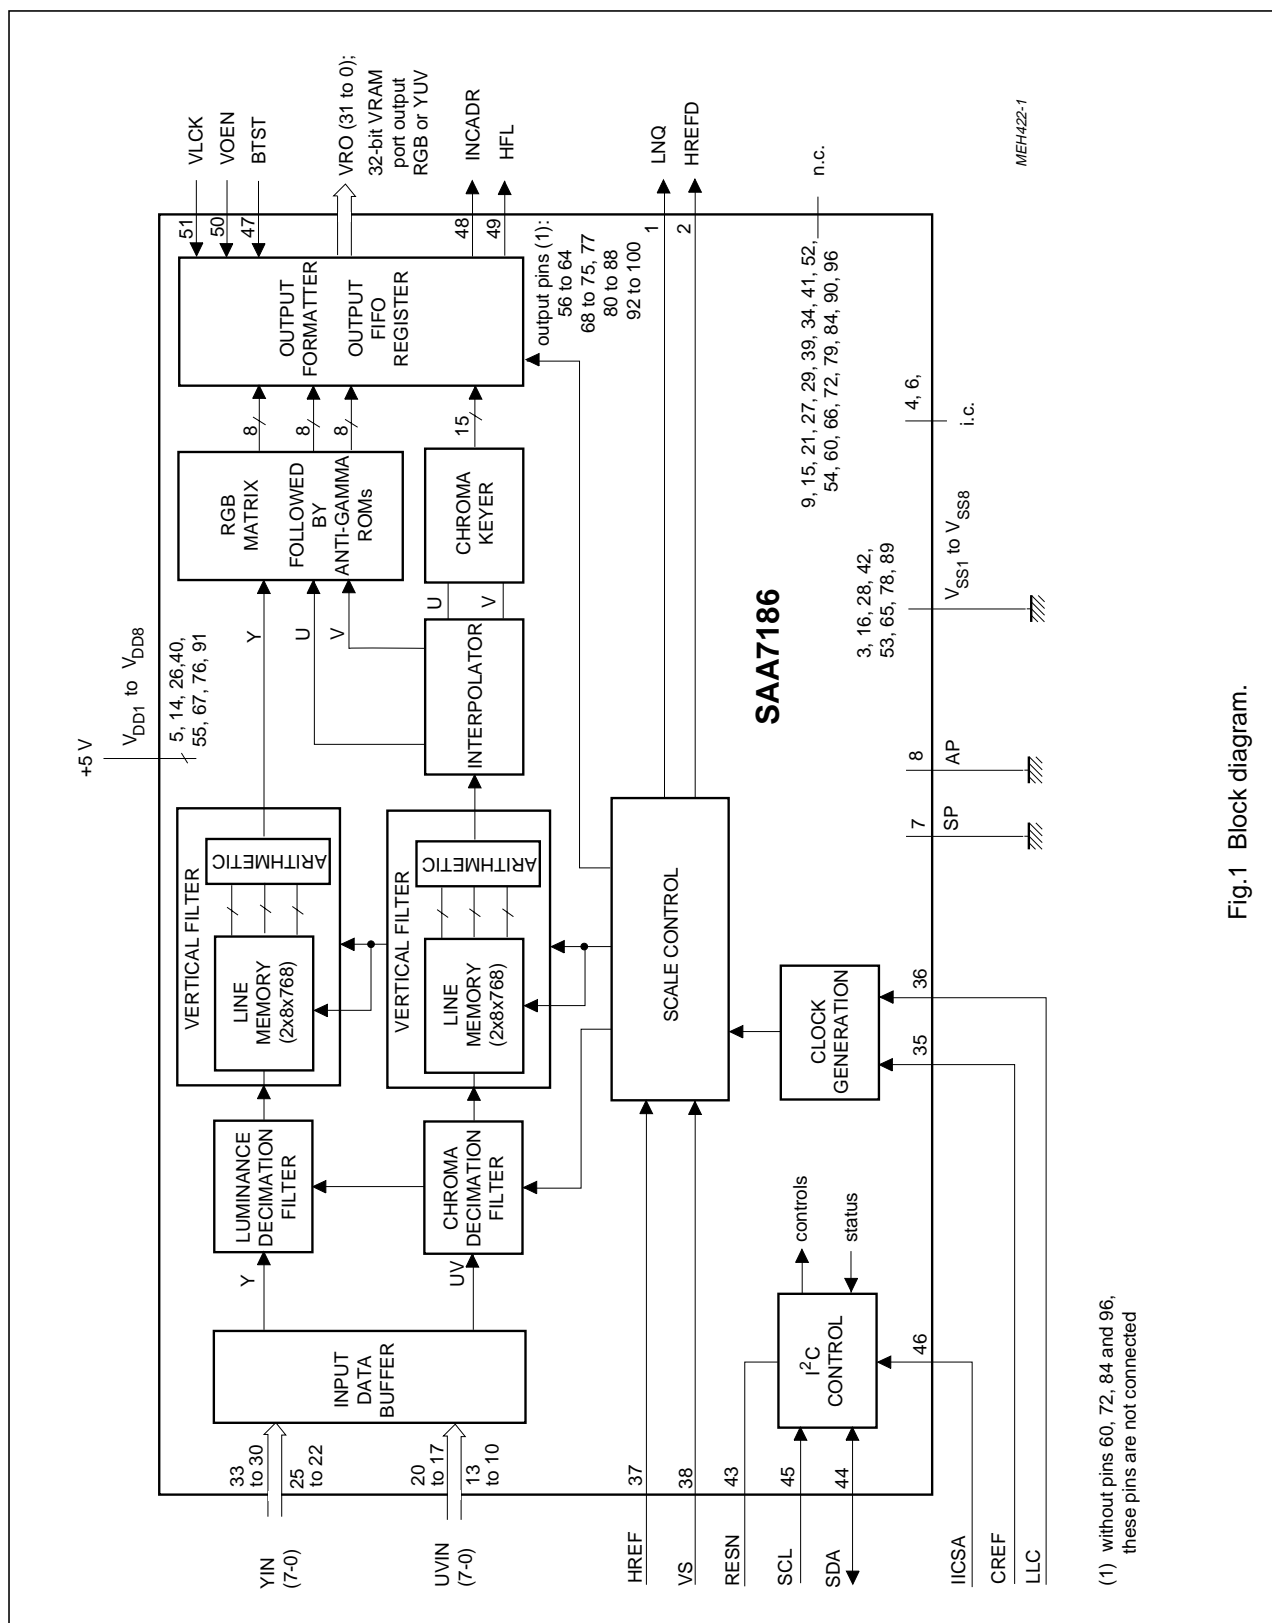 +5 V
VDD1 to VDD8
5, 14, 26,40,
55, 67, 76, 91
YIN
(7-0)
33
to 30
25
to 22
UVIN
(7-0)
20
to 17
13
to 10
INPUT
DATA
BUFFER
Y
UV
LUMINANCE
DECIMATION
FILTER
CHROMA
DECIMATION
FILTER
VERTICAL FILTER
LINE
MEMORY
(2x8x768)
ARITHMETIC
VERTICAL FILTER
LINE
MEMORY
(2x8x768)
ARITHMETIC
INTERPOLATOR
Y
U
V
U
V
RGB
MATRIX
FOLLOWED
BY
ANTI-GAMMA
ROMs
CHROMA
KEYER
8
8
8
15
OUTPUT
FORMATTER
OUTPUT
FIFO
REGISTER
51
VLCK
50
VOEN
47
BTST
VRO (31 to 0);
32-bit VRAM
port output
RGB or YUV
48
INCADR
49
HFL
output pins (1):
56 to 64
68 to 75, 77
80 to 88
92 to 100
1
LNQ
2
HREFD
HREF
37
VS
38
SCALE CONTROL
RESN
43
SCL
45
SDA
44
I2C
CONTROL
controls
status
46
IICSA
CLOCK
GENERATION
35
36
CREF
LLC
SAA7186
7
SP
8
AP
3, 16, 28, 42,
53, 65, 78, 89
VSS1 to VSS8
4, 6,
i.c.
9, 15, 21, 27, 29, 39, 34, 41, 52,
54, 60, 66, 72, 79, 84, 90, 96
n.c.
MEH422-1
(1) without pins 60, 72, 84 and 96,
these pins are not connected
Fig.1 Block diagram.